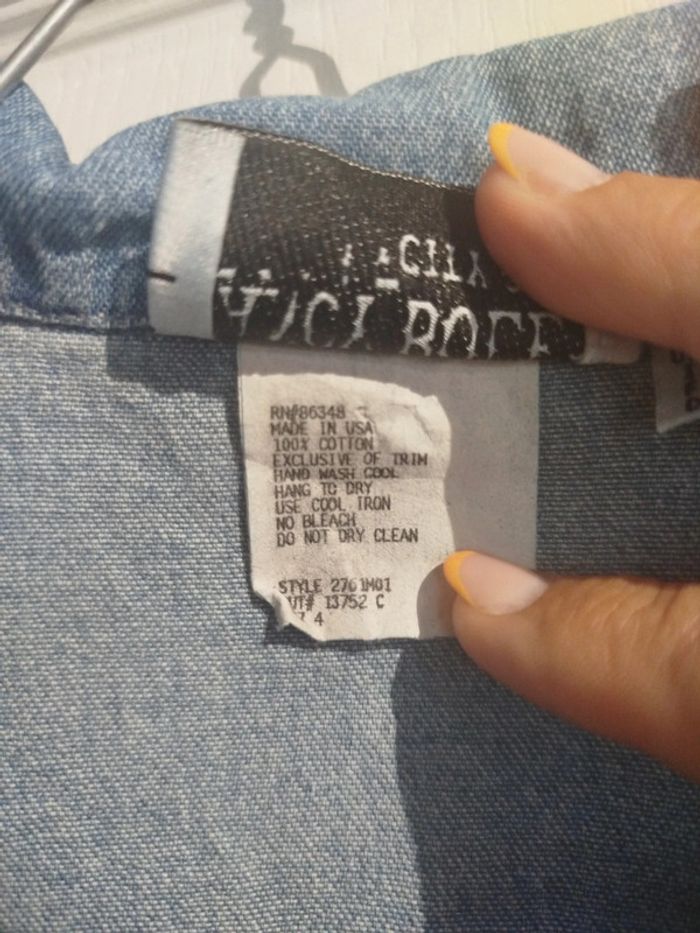 RN#86348
MADE IN USA
100% COTTON
EXCLUSIVE OF TRIM
HAND WASH COOL
HANG TO DRY
USE COOL IRON
NO BLEACH
DO NOT DRY CLEAN
STYLE 2761M01
13752 C
4